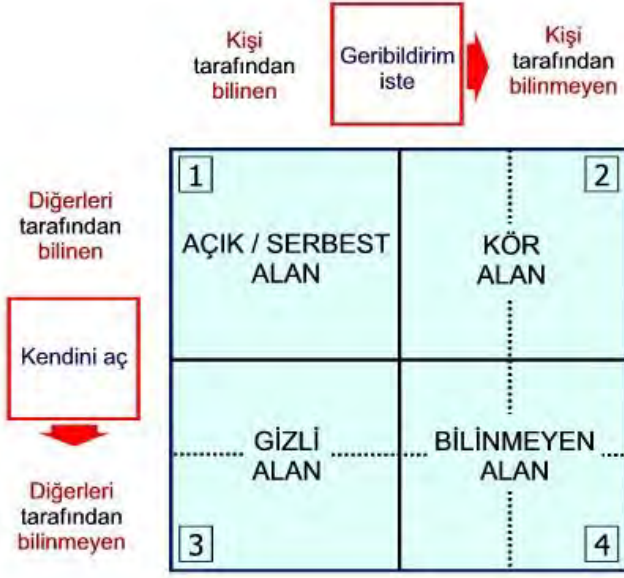 Kişi
tarafından
bilinen
Geribildirim
iste
Kişi
tarafından
bilinmeyen
1
2
Diğerleri
tarafından
bilinen
AÇIK / SERBEST
ALAN
KÖR
ALAN
Kendini aç
GİZLİ
ALAN
BİLİNMEYEN
ALAN
Diğerleri
tarafından
bilinmeyen
3
4